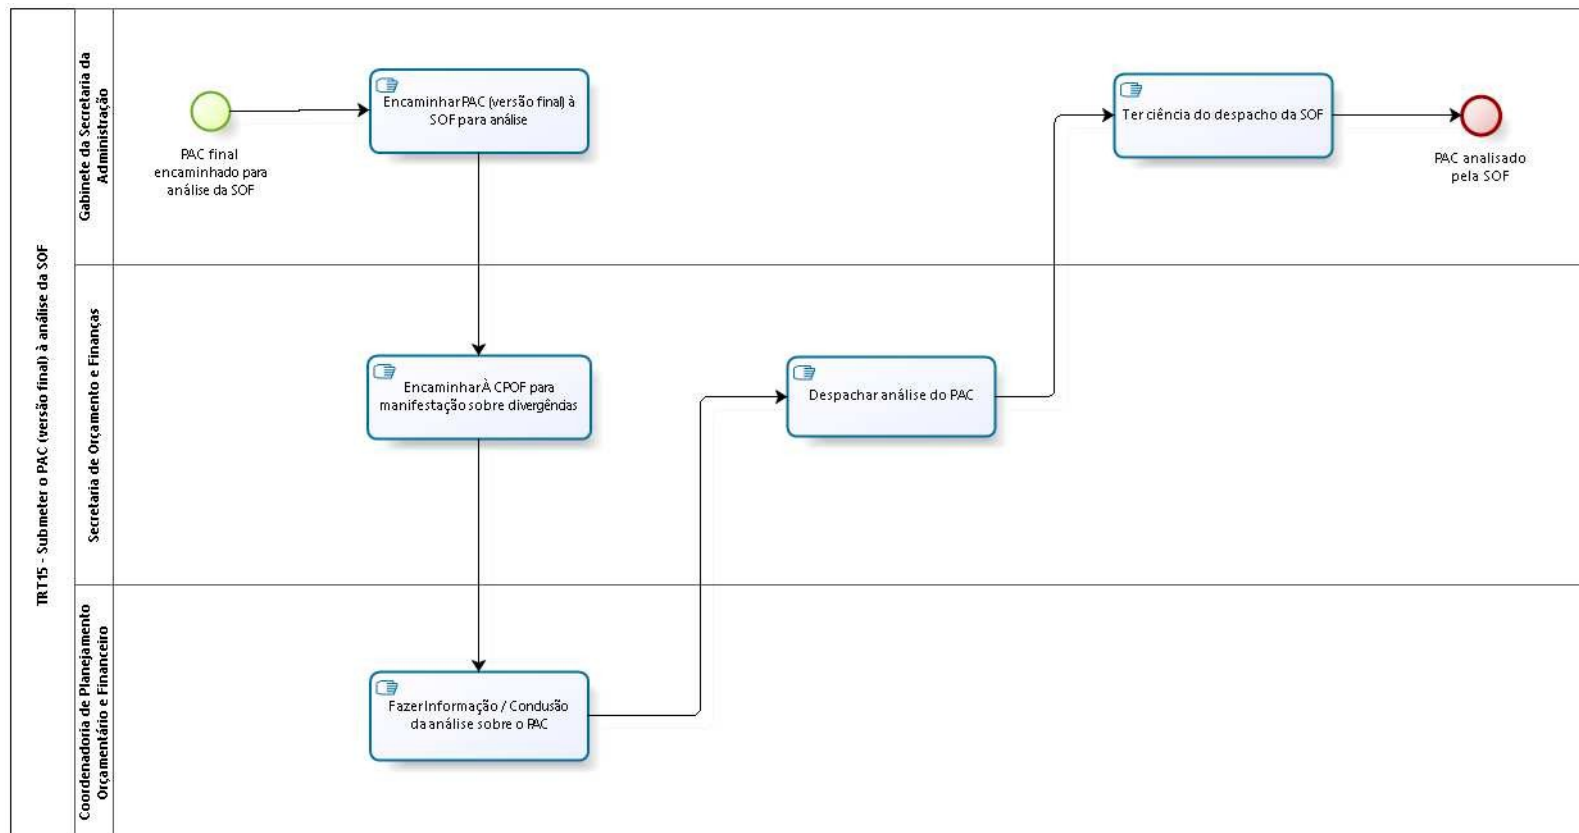 TRT15 - Submeter o PAC (versão final) à análise da SOF
Gabinete da Secretaria da
Administração
PAC final
encaminhado para
análise da SOF
Encaminhar PAC (versão final) à
SOF para análise
Ter ciência do despacho da SOF
PAC analisado
pela SOF
Secretaria de Orçamento e Finanças
Encaminhar À CPOF para
manifestação sobre divergências
Despachar análise do PAC
Coordenadoria de Planejamento
Orçamentário e Financeiro
Fazer Informação / Conclusão
da análise sobre o PAC